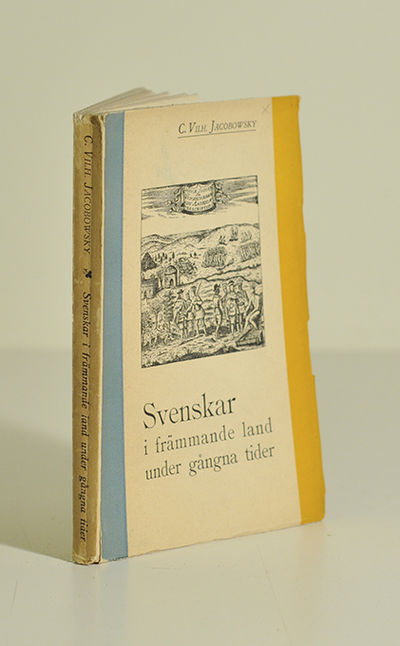 C. VILH. JACOBOWSKY
Svenskar
i främmande land
under gångna tider
C. VILH. JACOBOWSKY Svenskar i främmande land under gångna tider